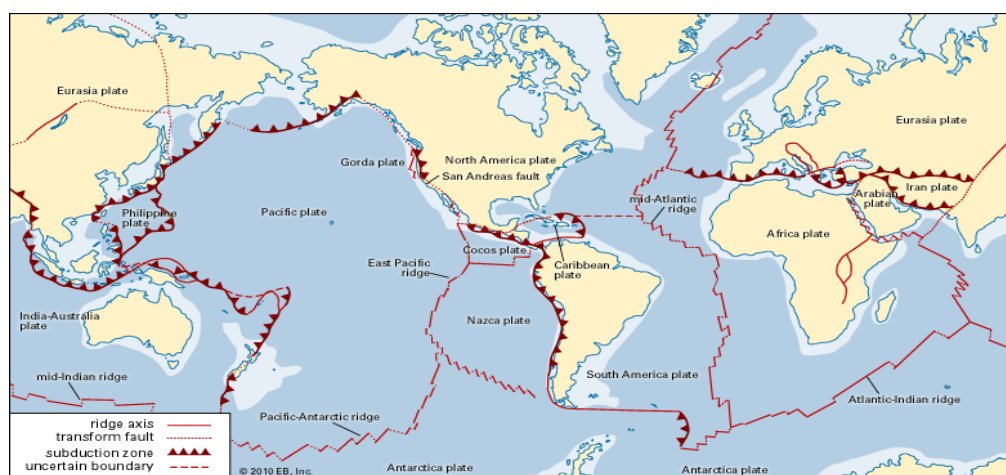 Eurasia plate
Gorda plate
North America plate
San Andreas fault
Eurasia plate
Iran plate
Arabian
plate
Philippine
plate
Pacific plate
mid-Atlantic
ridge
Africa plate
Cocos plate
East Pacific
ridge
Caribbean
plate
India-Australia
plate
Nazca plate
South America plate
mid-Indian ridge
Pacific-Antarctic ridge
Atlantic-Indian ridge
ridge axis
transform fault
subduction zone
uncertain boundary
© 2010 EB, Inc.
Antarctica plate
Antarctica plate